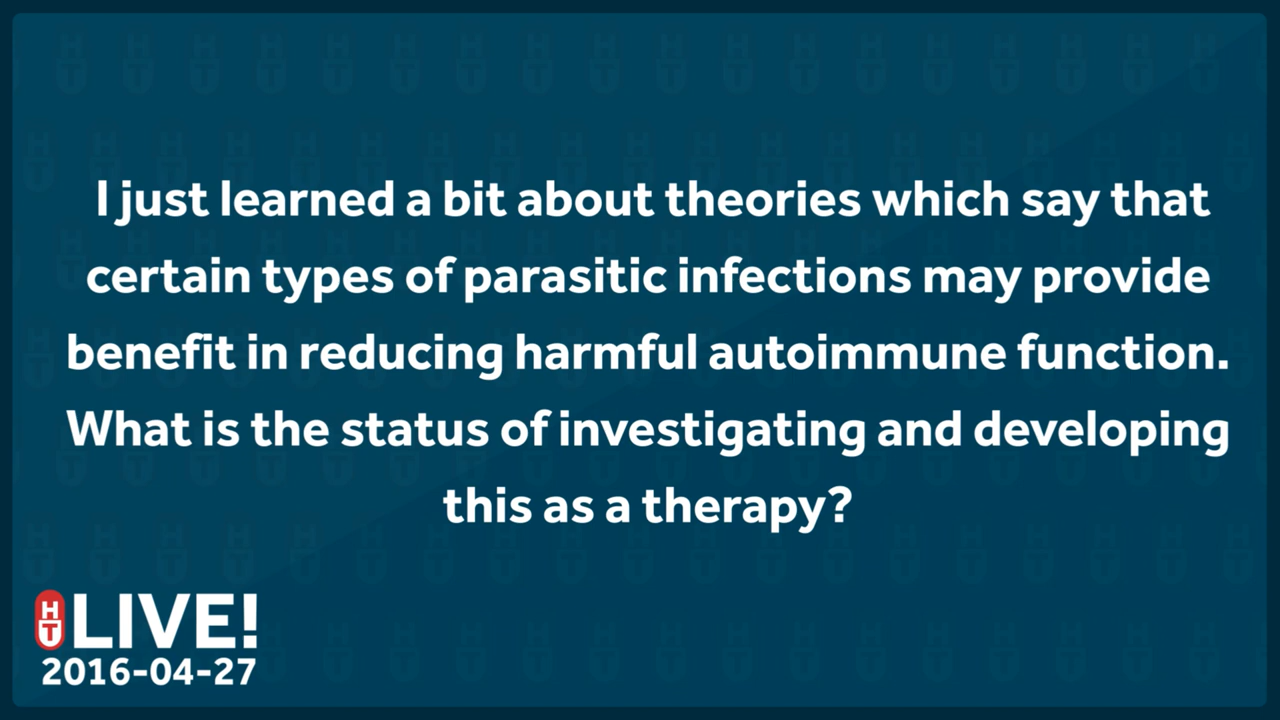 I just learned a bit about theories which say that
certain types of parasitic infections may provide
benefit in reducing harmful autoimmune function.
What is the status of investigating and developing
this as a therapy?
HT LIVE!
2016-04-27